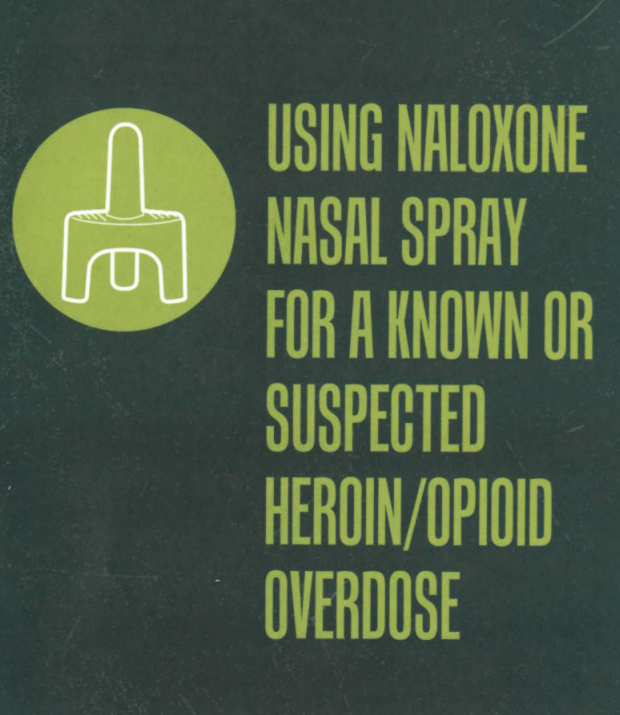 USING NALOXONE
NASAL SPRAY
FOR A KNOWN OR
SUSPECTED
HEROIN/OPIOID
OVERDOSE